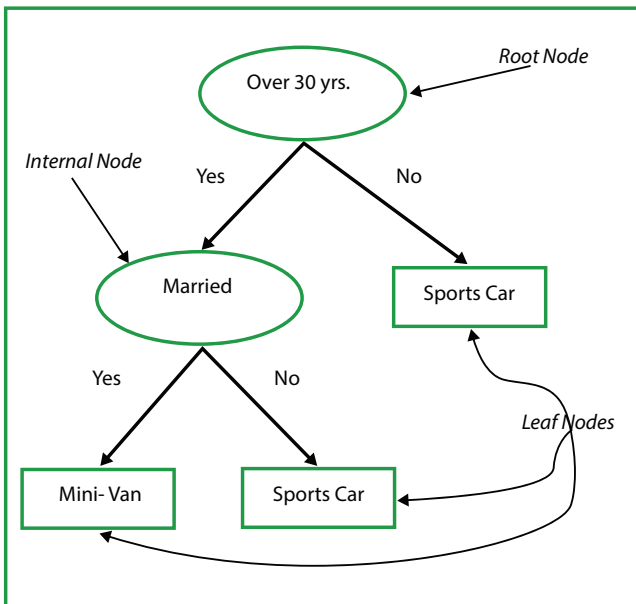 Root Node
Over 30 yrs.
Internal Node
Yes
No
Married
Sports Car
Yes
No
Leaf Nodes
Mini- Van
Sports Car